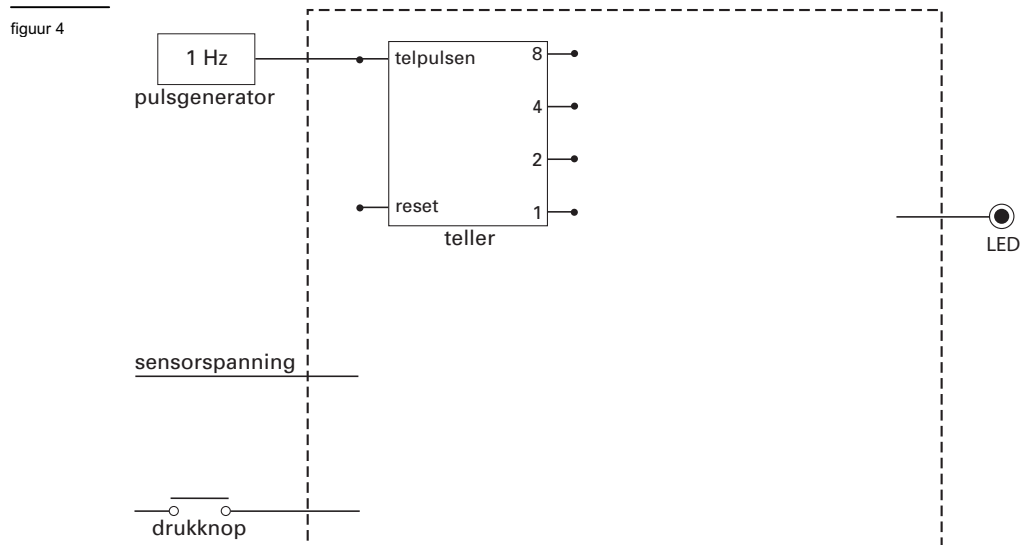 figuur 4
1 Hz
pulsgenerator
telpulsen
8
4
2
reset
1
teller
LED
sensorspanning
drukknop